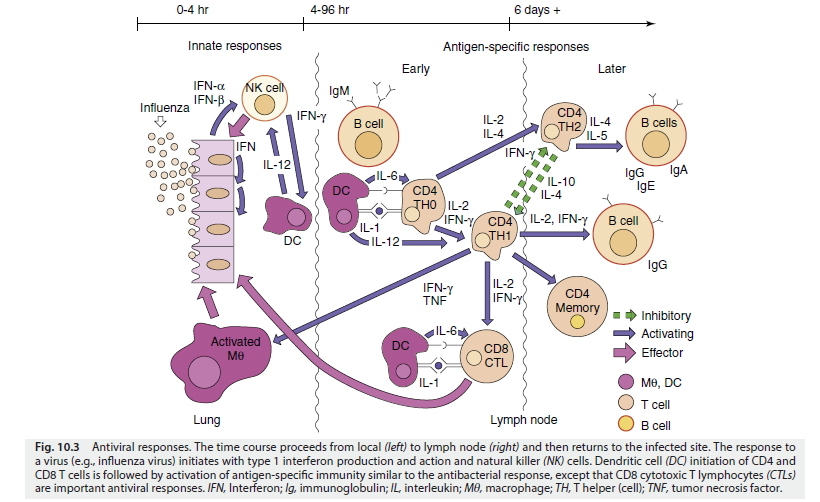 0-4 hr
4-96 hr
6 days +
Innate responses
Antigen-specific responses
Early
Later
Influenza
IFN-α
IFN-β
NK cell
IFN-γ
IFN
IL-12
DC
IgM
B cell
DC
IL-6
CD4
TH0
IL-1
IL-12
IL-2
IFN-γ
IL-2
IL-4
CD4
TH2
IL-4
IL-5
B cells
IgG
IgE
IgA
IFN-γ
IL-10
IL-4
CD4
TH1
IL-2, IFN-γ
B cell
IgG
IFN-γ
TNF
IL-2
IFN-γ
CD4
Memory
Activated
Mθ
DC
IL-6
IL-1
CD8
CTL
Inhibitory
Activating
Effector
Mθ, DC
T cell
B cell
Lung
Lymph node
Fig. 10.3 Antiviral responses. The time course proceeds from local (left) to lymph node (right) and then returns to the infected site. The response to
a virus (e.g., influenza virus) initiates with type 1 interferon production and action and natural killer (NK) cells. Dendritic cell (DC) initiation of CD4 and
CD8 T cells is followed by activation of antigen-specific immunity similar to the antibacterial response, except that CD8 cytotoxic T lymphocytes (CTLs)
are important antiviral responses. IFN, Interferon; Ig, immunoglobulin; IL, interleukin; Mθ, macrophage; TH, T helper (cell); TNF, tumor necrosis factor.